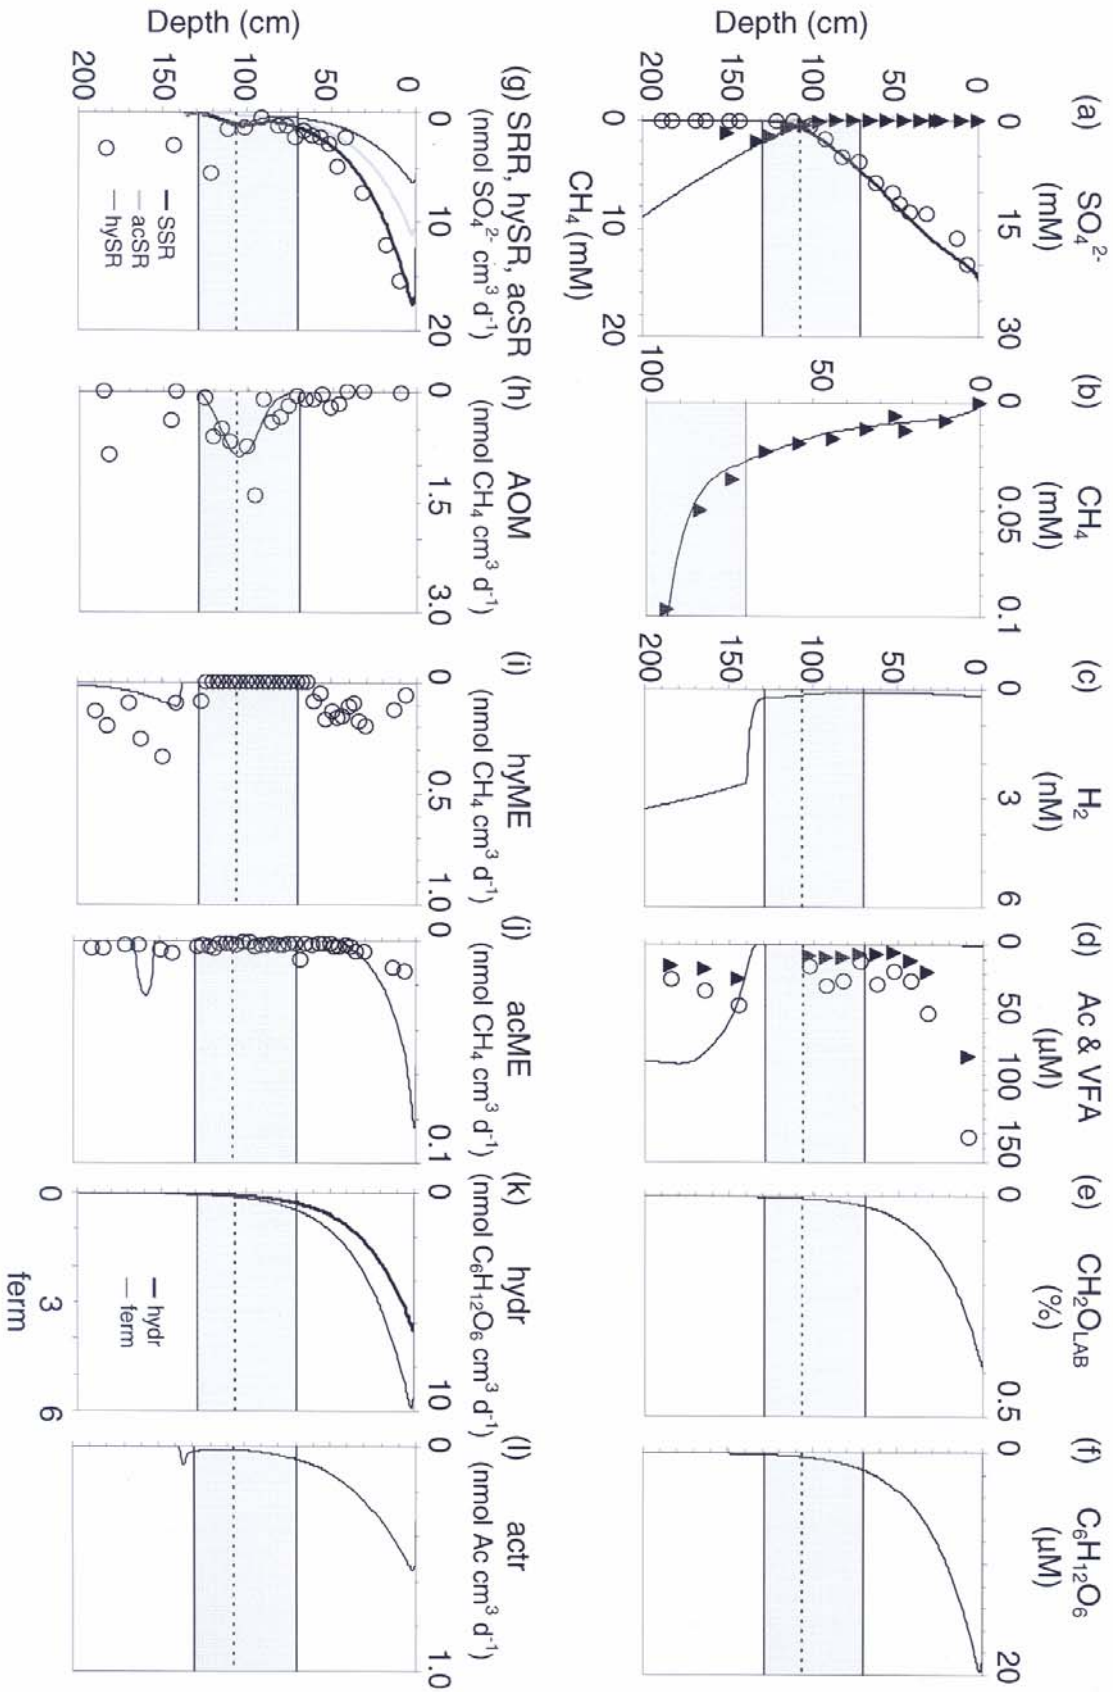 (a) SO₄²⁻
(mM)
0 15 30
Depth (cm)
0
50
100
150
200
0 10 20
CH₄ (mM)
(b) CH₄
(mM)
0 0.05 0.1
0
50
100
(c) H₂
(nM)
0 3 6
0
50
100
150
200
(d) Ac & VFA
(μM)
0 50 100 150
(e) CH₂O_LAB
(%)
0 0.5
(f) C₆H₁₂O₆
(μM)
0 20
(g) SRR, hySR, acSR
(nmol SO₄²⁻ cm³ d⁻¹)
0 10 20
Depth (cm)
0
50
100
150
200
SSR
acSR
hySR
(h) AOM
(nmol CH₄ cm³ d⁻¹)
0 1.5 3.0
(i) hyME
(nmol CH₄ cm³ d⁻¹)
0 0.5 1.0
(j) acME
(nmol CH₄ cm³ d⁻¹)
0 0.1
(k) hydr
(nmol C₆H₁₂O₆ cm³ d⁻¹)
0 10
hydr
ferm
0 3 6
ferm
(l) actr
(nmol Ac cm³ d⁻¹)
0 1.0